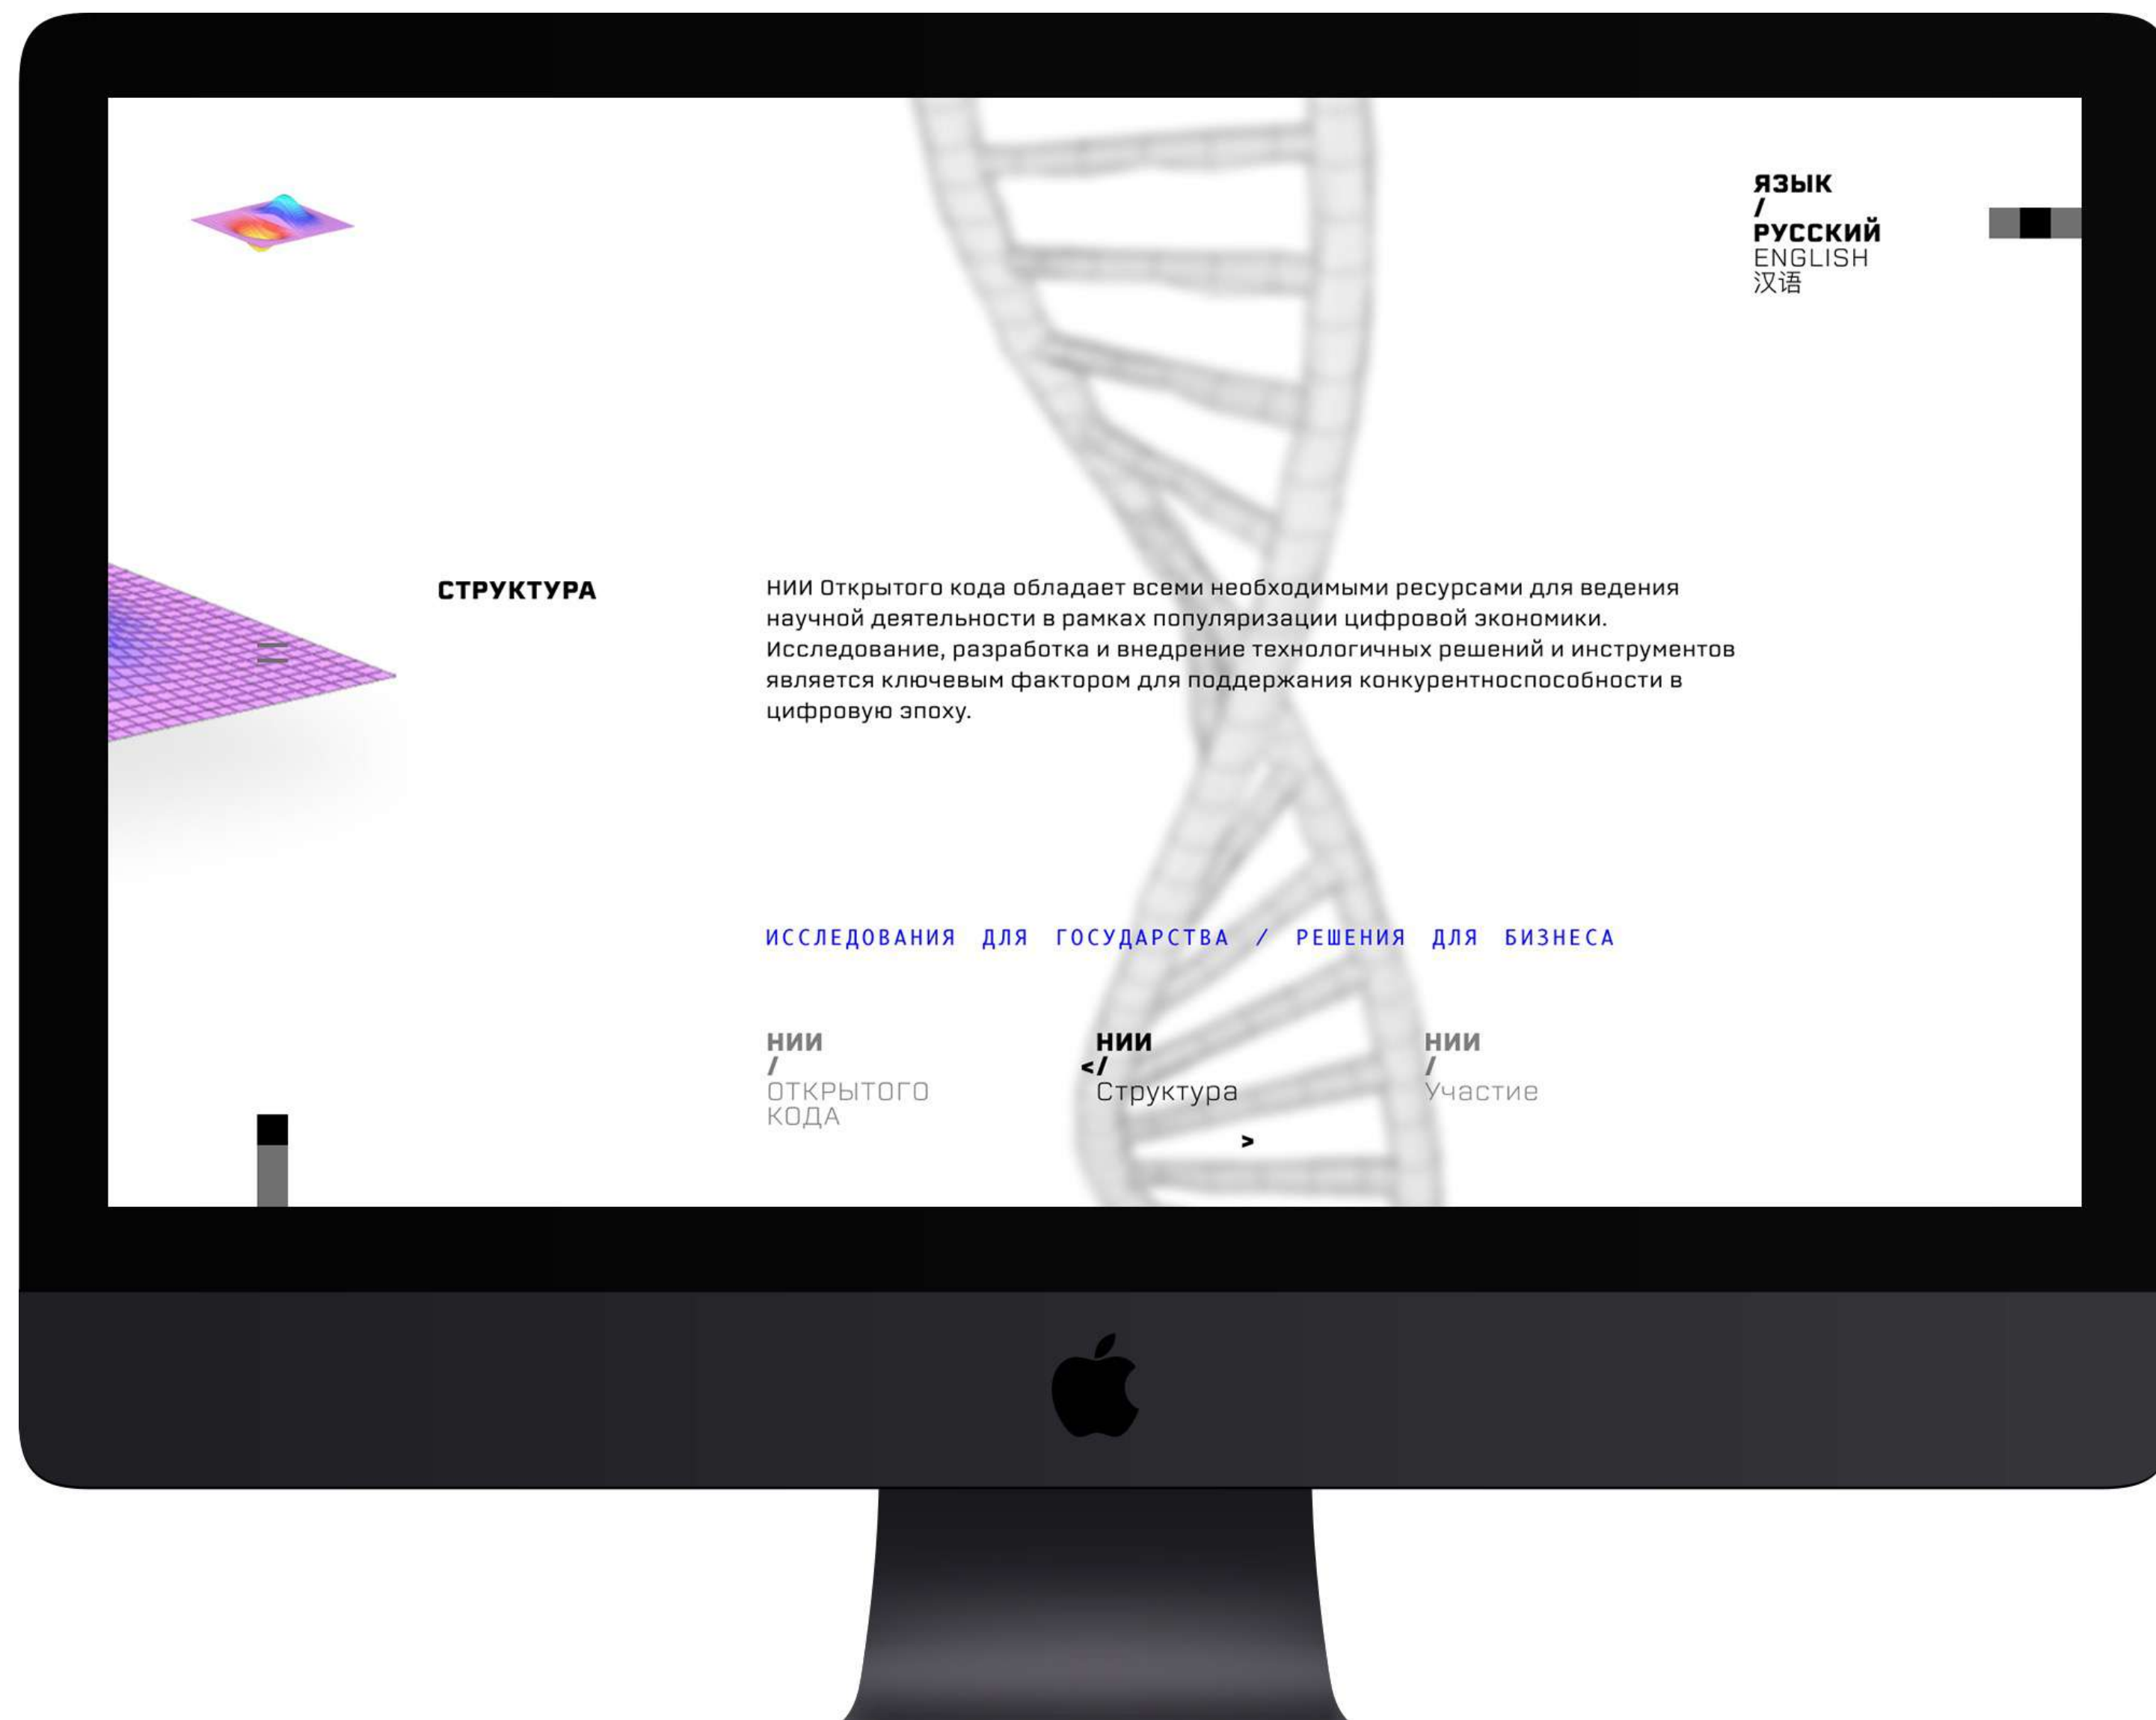 ЯЗЫК
/
РУССКИЙ
ENGLISH
汉语
СТРУКТУРА
НИИ Открытого кода обладает всеми необходимыми ресурсами для ведения
научной деятельности в рамках популяризации цифровой экономики.
Исследование, разработка и внедрение технологичных решений и инструментов
является ключевым фактором для поддержания конкурентноспособности в
цифровую эпоху.
ИССЛЕДОВАНИЯ ДЛЯ ГОСУДАРСТВА / РЕШЕНИЯ ДЛЯ БИЗНЕСА
НИИ
/
ОТКРЫТОГО
КОДА
НИИ
</
Структура
>
НИИ
/
Участие